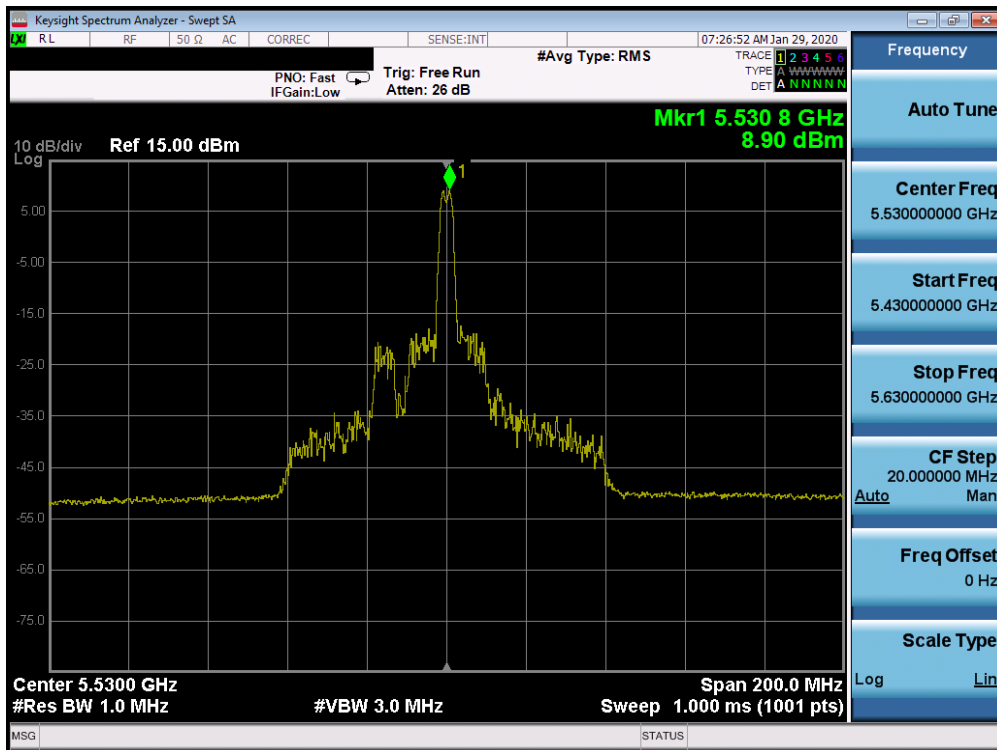 Keysight Spectrum Analyzer - Swept SA
LXI RL RF 50 Ω AC CORREC SENSE:INT 07:26:52 AM Jan 29, 2020
#Avg Type: RMS
TRACE 1 2 3 4 5 6
TYPE A WWWWW
DET A N N N N N
PNO: Fast
IFGain:Low
Trig: Free Run
Atten: 26 dB
Mkr1 5.530 8 GHz
8.90 dBm
10 dB/div
Log
Ref 15.00 dBm
1
5.00
-5.00
-15.0
-25.0
-35.0
-45.0
-55.0
-65.0
-75.0
Center 5.5300 GHz
Span 200.0 MHz
#Res BW 1.0 MHz
#VBW 3.0 MHz
Sweep 1.000 ms (1001 pts)
MSG
STATUS
Frequency
Auto Tune
Center Freq
5.530000000 GHz
Start Freq
5.430000000 GHz
Stop Freq
5.630000000 GHz
CF Step
20.000000 MHz
Auto Man
Freq Offset
0 Hz
Scale Type
Log Lin